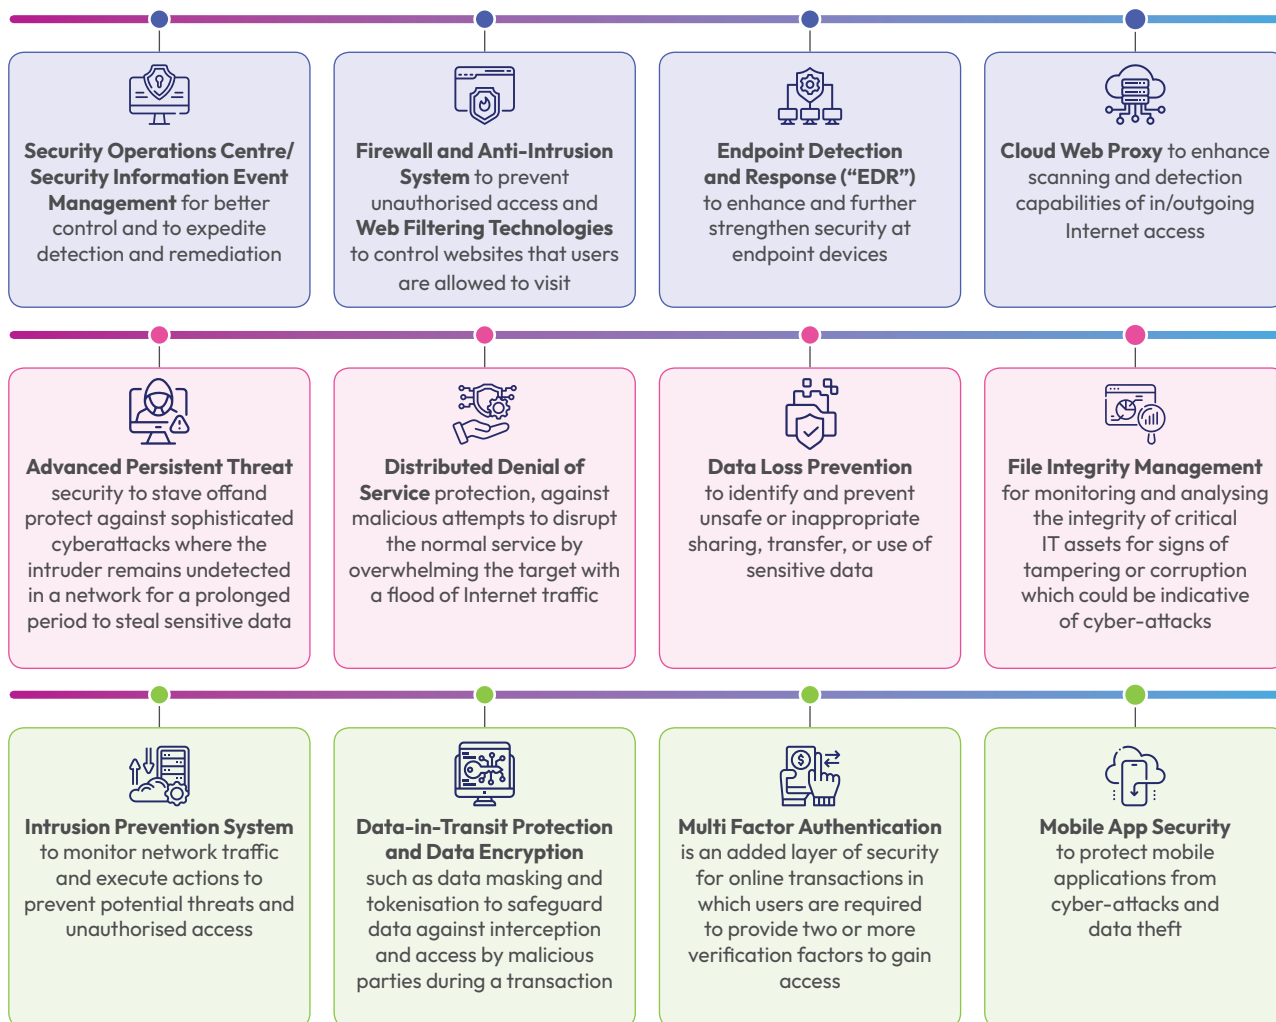 Security Operations Centre/
Security Information Event
Management for better
control and to expedite
detection and remediation
Firewall and Anti-Intrusion
System to prevent
unauthorised access and
Web Filtering Technologies
to control websites that users
are allowed to visit
Endpoint Detection
and Response (“EDR”)
to enhance and further
strengthen security at
endpoint devices
Cloud Web Proxy to enhance
scanning and detection
capabilities of in/outgoing
Internet access
Advanced Persistent Threat
security to stave offand
protect against sophisticated
cyberattacks where the
intruder remains undetected
in a network for a prolonged
period to steal sensitive data
Distributed Denial of
Service protection, against
malicious attempts to disrupt
the normal service by
overwhelming the target with
a flood of Internet traffic
Data Loss Prevention
to identify and prevent
unsafe or inappropriate
sharing, transfer, or use of
sensitive data
File Integrity Management
for monitoring and analysing
the integrity of critical
IT assets for signs of
tampering or corruption
which could be indicative
of cyber-attacks
Intrusion Prevention System
to monitor network traffic
and execute actions to
prevent potential threats and
unauthorised access
Data-in-Transit Protection
and Data Encryption
such as data masking and
tokenisation to safeguard
data against interception
and access by malicious
parties during a transaction
Multi Factor Authentication
is an added layer of security
for online transactions in
which users are required
to provide two or more
verification factors to gain
access
Mobile App Security
to protect mobile
applications from
cyber-attacks and
data theft